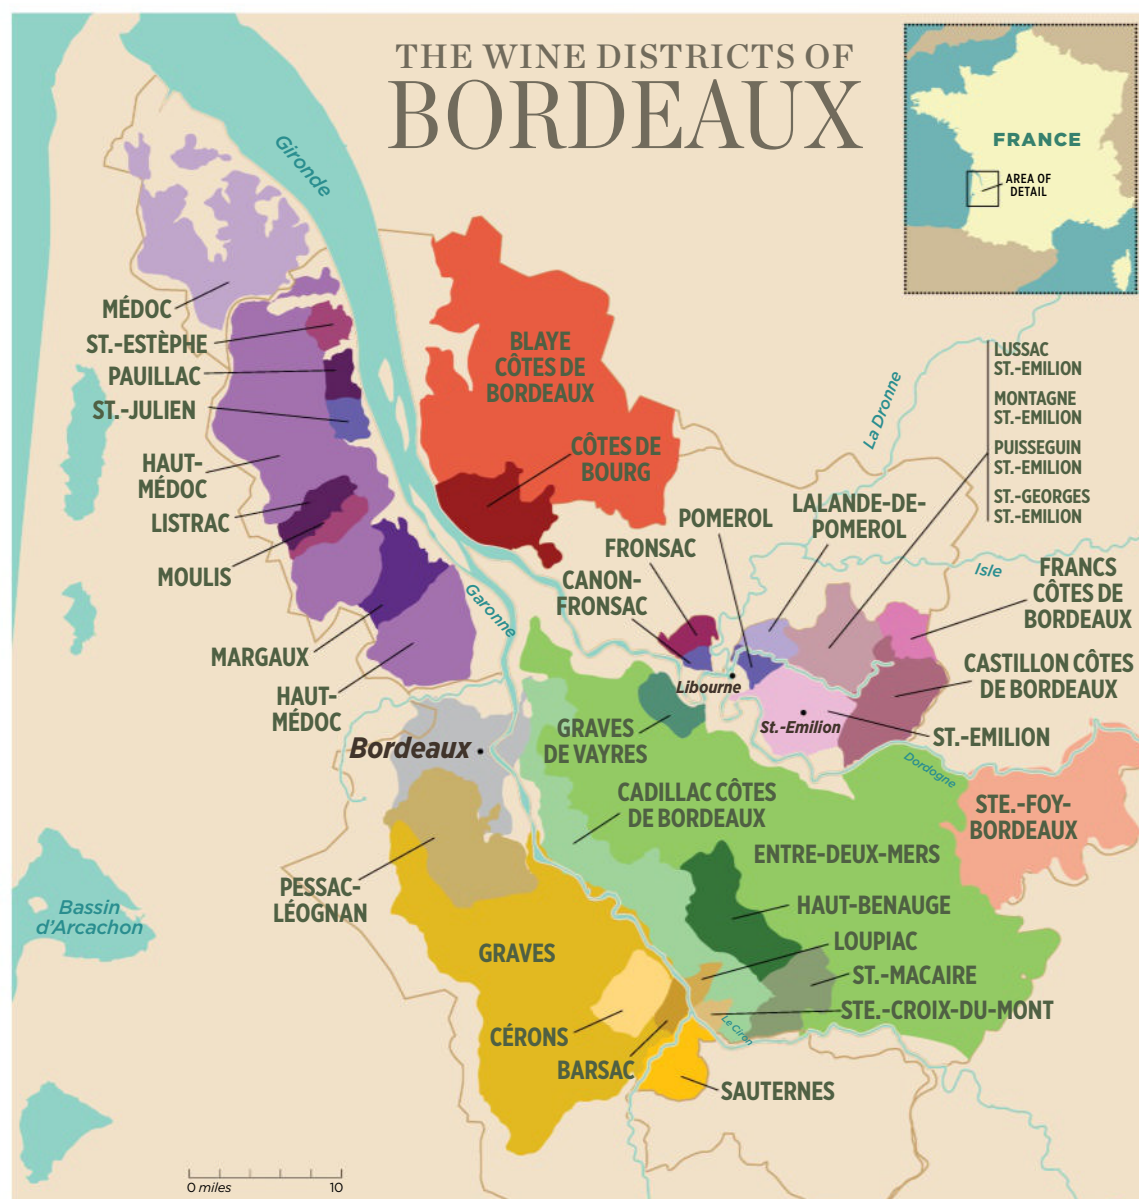 THE WINE DISTRICTS OF
BORDEAUX
FRANCE
AREA OF
DETAIL
Gironde
MÉDOC
ST.-ESTÈPHE
PAUILLAC
ST.-JULIEN
HAUT-
MÉDOC
LISTRAC
MOULIS
MARGAUX
HAUT-
MÉDOC
BLAYE
CÔTES DE
BORDEAUX
CÔTES DE
BOURG
La Dronne
LUSSAC
ST.-EMILION
MONTAGNE
ST.-EMILION
PUISSEGUIN
ST.-EMILION
ST.-GEORGES
ST.-EMILION
LALANDE-DE-
POMEROL
POMEROL
FRONSAC
CANON-
FRONSAC
Isle
FRANCS
CÔTES DE
BORDEAUX
Garonne
CASTILLON CÔTES
DE BORDEAUX
Libourne
St.-Emilion
ST.-EMILION
GRAVES
DE VAYRES
Bordeaux
Dordogne
CADILLAC CÔTES
DE BORDEAUX
STE.-FOY-
BORDEAUX
ENTRE-DEUX-MERS
PESSAC-
LÉOGNAN
HAUT-BENAUGE
Bassin
d'Arcachon
LOUPIAC
GRAVES
ST.-MACAIRE
STE.-CROIX-DU-MONT
Le Ciron
CÉRONS
BARSAC
SAUTERNES
0 miles 10